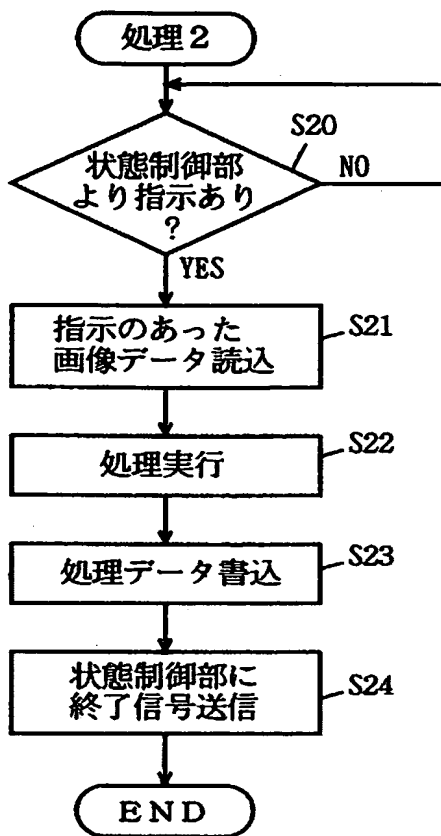 処理2
S20
状態制御部
より指示あり
?
NO
YES
指示のあった
画像データ読込
S21
処理実行
S22
処理データ書込
S23
状態制御部に
終了信号送信
S24
END